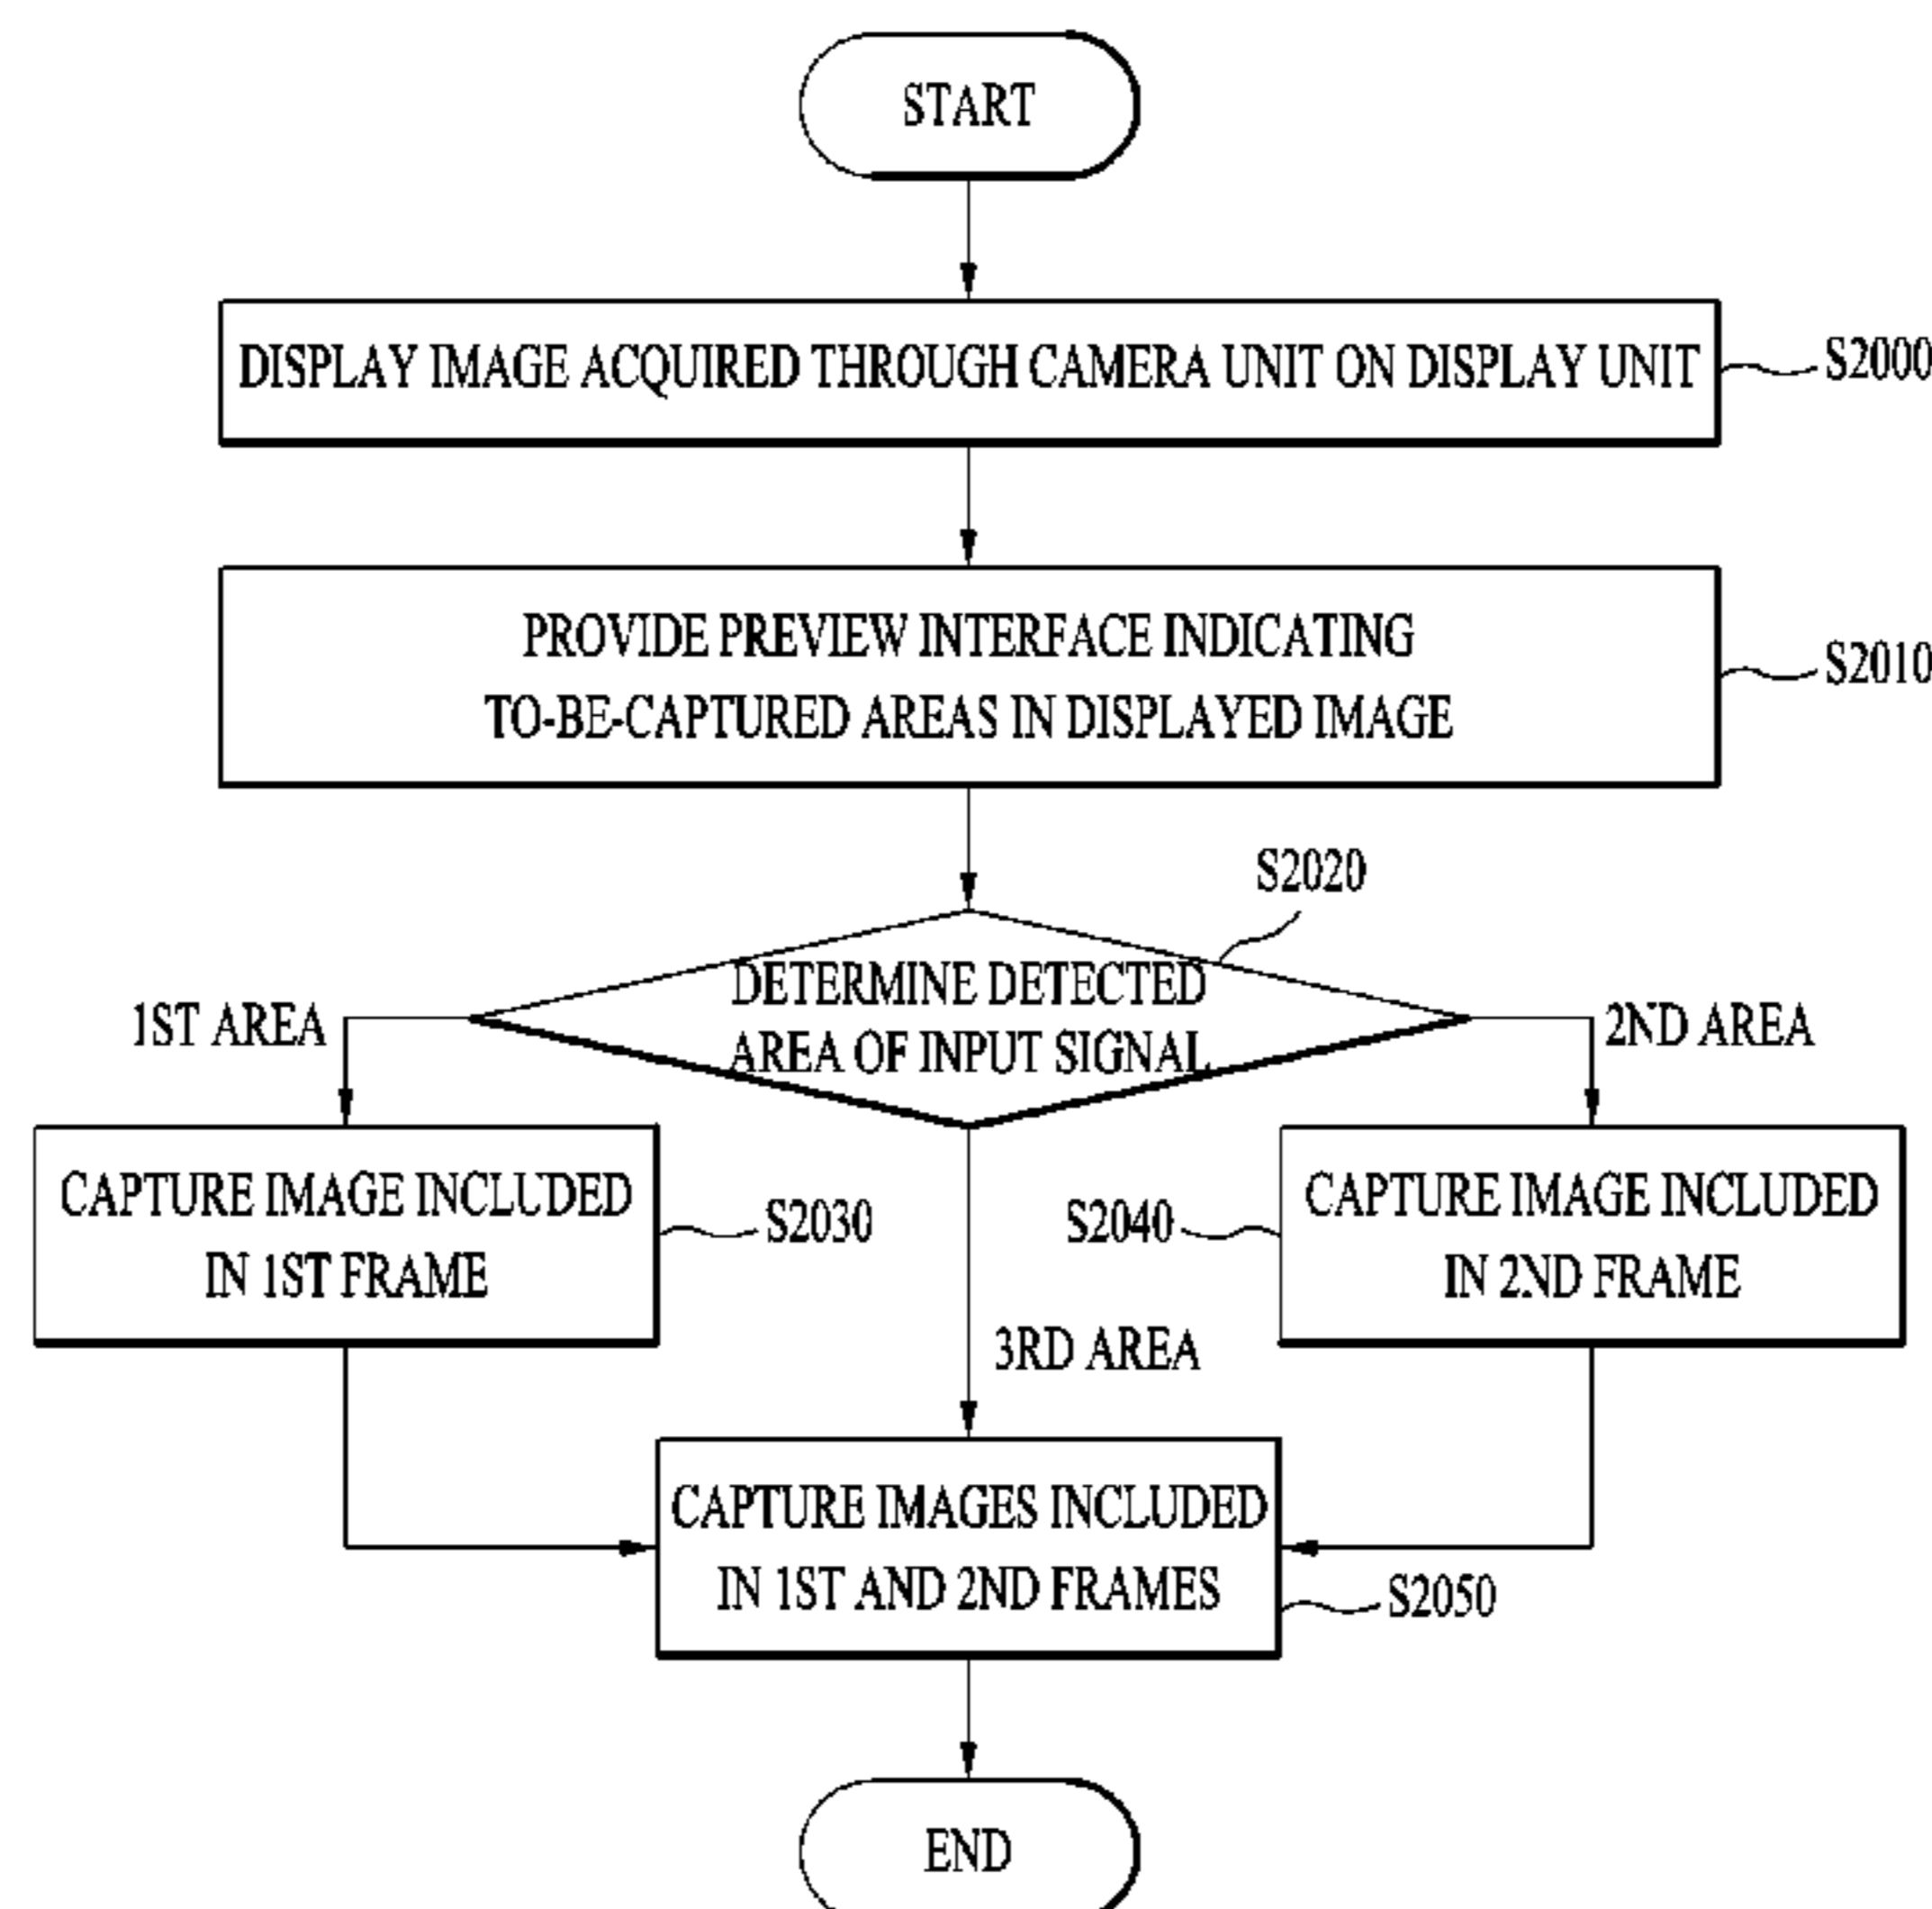 START
DISPLAY IMAGE ACQUIRED THROUGH CAMERA UNIT ON DISPLAY UNIT
S2000
PROVIDE PREVIEW INTERFACE INDICATING
TO-BE-CAPTURED AREAS IN DISPLAYED IMAGE
S2010
S2020
DETERMINE DETECTED
AREA OF INPUT SIGNAL
1ST AREA
2ND AREA
CAPTURE IMAGE INCLUDED
IN 1ST FRAME
S2030
S2040
CAPTURE IMAGE INCLUDED
IN 2ND FRAME
3RD AREA
CAPTURE IMAGES INCLUDED
IN 1ST AND 2ND FRAMES
S2050
END